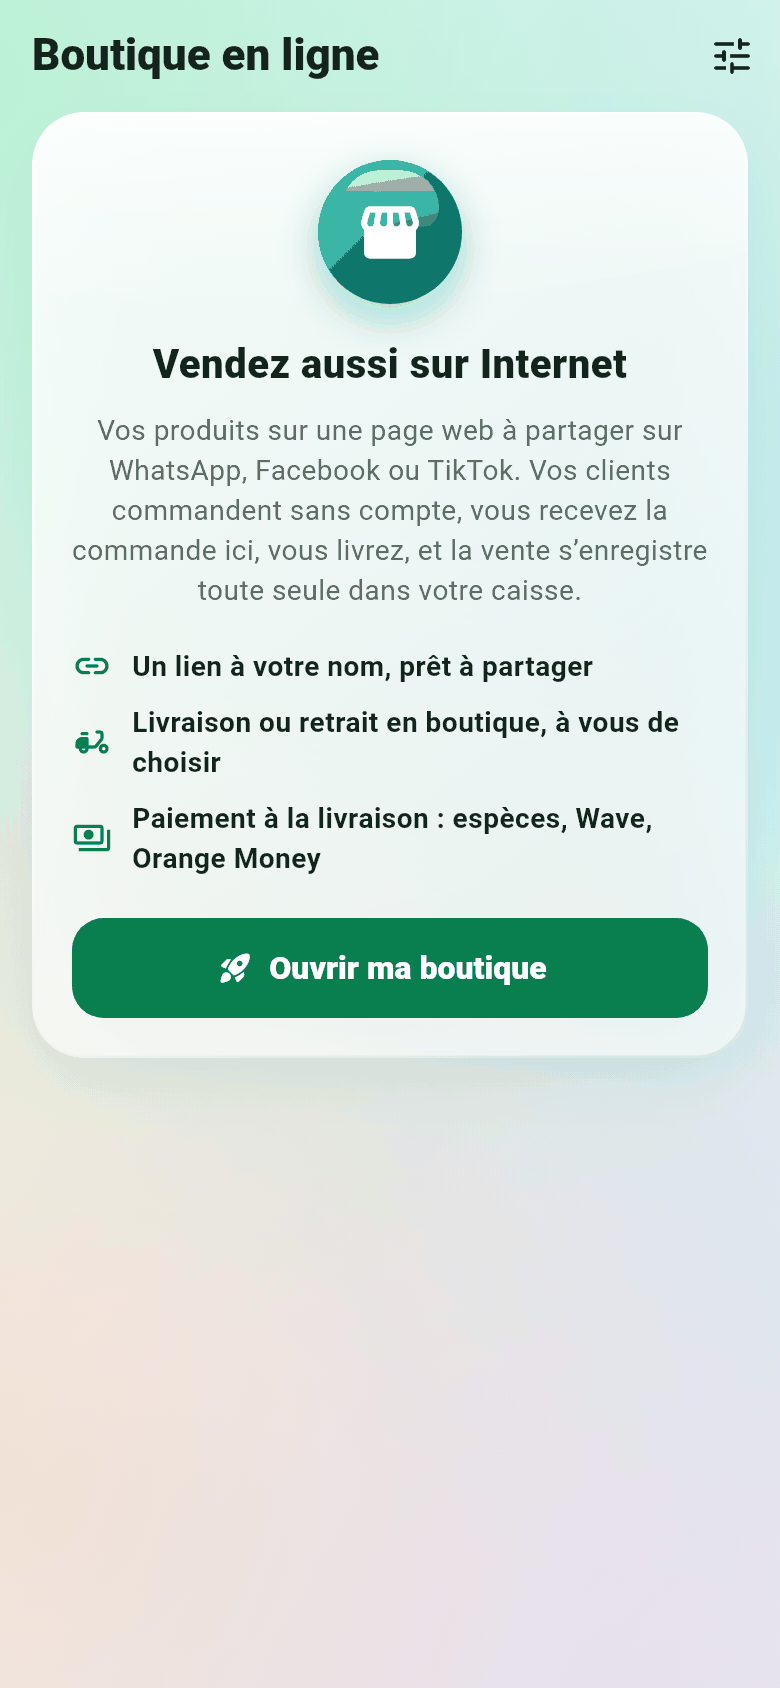 Boutique en ligne
Vendez aussi sur Internet
Vos produits sur une page web à partager sur
WhatsApp, Facebook ou TikTok. Vos clients
commandent sans compte, vous recevez la
commande ici, vous livrez, et la vente s’enregistre
toute seule dans votre caisse.
Un lien à votre nom, prêt à partager
Livraison ou retrait en boutique, à vous de
choisir
Paiement à la livraison : espèces, Wave,
Orange Money
Ouvrir ma boutique